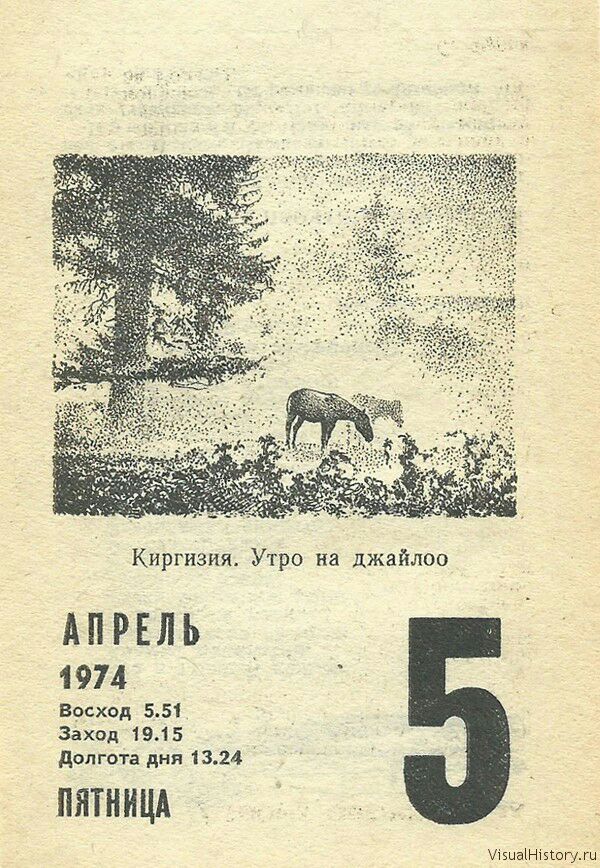 Киргизия. Утро на джайлоо
АПРЕЛЬ
1974
Восход 5.51
Заход 19.15
Долгота дня 13.24
ПЯТНИЦА
5
VisualHistory.ru